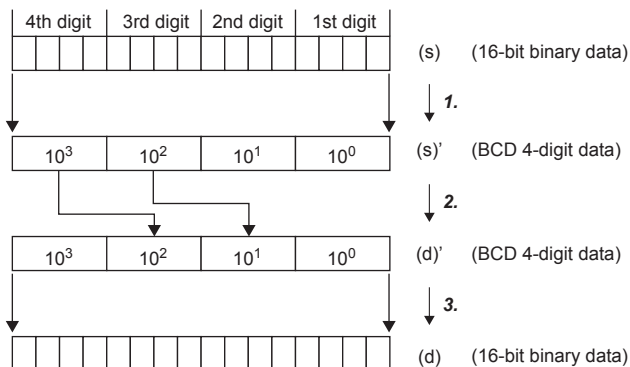 4th digit 3rd digit 2nd digit 1st digit
(s) (16-bit binary data)
1.
10³ 10² 10¹ 10⁰ (s)’ (BCD 4-digit data)
2.
10³ 10² 10¹ 10⁰ (d)’ (BCD 4-digit data)
3.
(d) (16-bit binary data)